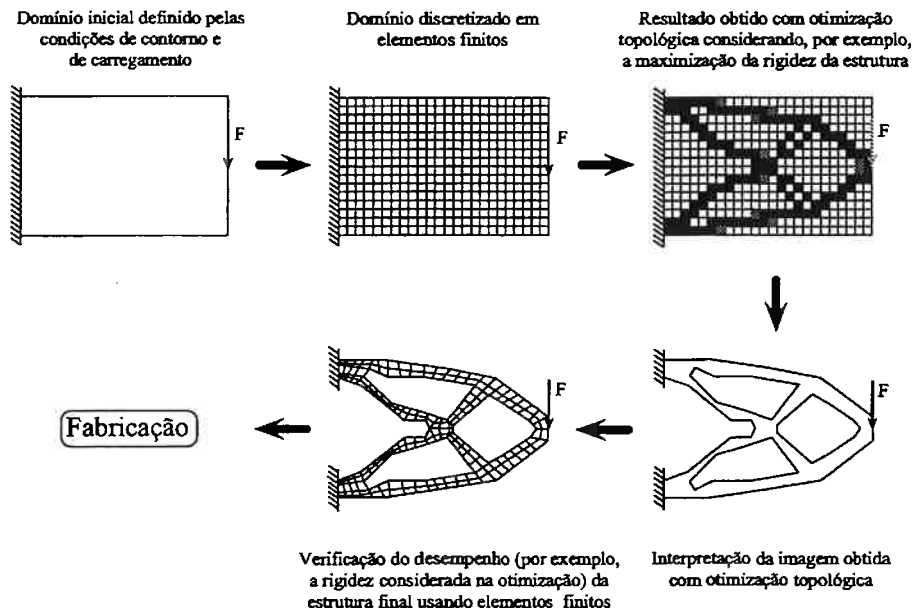 Domínio inicial definido pelas
condições de contorno e
de carregamento
Domínio discretizado em
elementos finitos
Resultado obtido com otimização
topológica considerando, por exemplo,
a maximização da rigidez da estrutura
F
F
F
Fabricação
F
F
Verificação do desempenho (por exemplo,
a rigidez considerada na otimização) da
estrutura final usando elementos finitos
Interpretação da imagem obtida
com otimização topológica